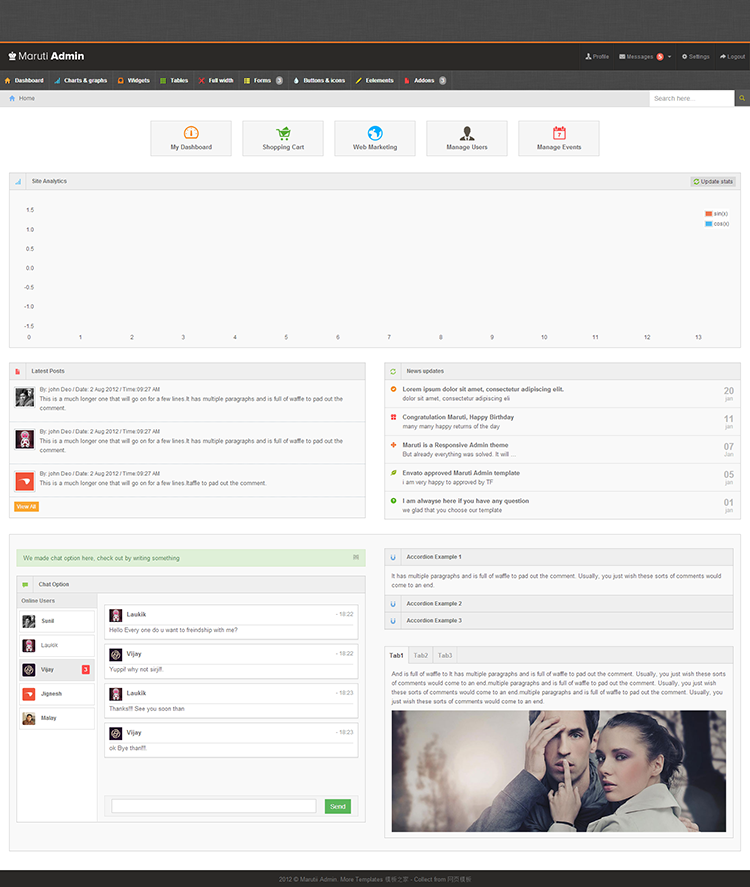 Maruti Admin
Profile Messages 5 Settings Logout
Dashboard Charts & graphs Widgets Tables Full width Forms 3 Buttons & icons Eelements Addons 3
Home
Search here...
My Dashboard Shopping Cart Web Marketing Manage Users Manage Events
Site Analytics
Update stats
1.5
1.0
0.5
0.0
-0.5
-1.0
-1.5
0 1 2 3 4 5 6 7 8 9 10 11 12 13
sin(x)
cos(x)
Latest Posts
By: john Deo / Date: 2 Aug 2012 / Time:09:27 AM
This is a much longer one that will go on for a few lines.It has multiple paragraphs and is full of waffle to pad out the
comment.
By: john Deo / Date: 2 Aug 2012 / Time:09:27 AM
This is a much longer one that will go on for a few lines.It has multiple paragraphs and is full of waffle to pad out the
comment.
By: john Deo / Date: 2 Aug 2012 / Time:09:27 AM
This is a much longer one that will go on for a few lines.Itaffle to pad out the comment.
View All
News updates
Lorem ipsum dolor sit amet, consectetur adipiscing elit.
dolor sit amet, consectetur adipiscing eli
20
jan
Congratulation Maruti, Happy Birthday
many many happy returns of the day
11
jan
Maruti is a Responsive Admin theme
But already everything was solved. It will ...
07
Jan
Envato approved Maruti Admin template
i am very happy to approved by TF
05
jan
I am alwayse here if you have any question
we glad that you choose our template
01
jan
We made chat option here, check out by writing something
Chat Option
Online Users
Sunil
Laukik
Vijay 3
Jignesh
Malay
Laukik - 18:22
Hello Every one do u want to freindship with me?
Vijay - 18:22
Yuppi! why not sirji!!.
Laukik - 18:23
Thanks!!! See you soon than
Vijay - 18:23
ok Bye than!!!
Send
Accordion Example 1
It has multiple paragraphs and is full of waffle to pad out the comment. Usually, you just wish these sorts of comments would
come to an end.
Accordion Example 2
Accordion Example 3
Tab1 Tab2 Tab3
And is full of waffle to It has multiple paragraphs and is full of waffle to pad out the comment. Usually, you just wish these
sorts of comments would come to an end.multiple paragraphs and is full of waffle to pad out the comment. Usually, you just wish
these sorts of comments would come to an end.multiple paragraphs and is full of waffle to pad out the comment. Usually, you
just wish these sorts of comments would come to an end.
2012 © Marutii Admin. More Templates 模板之家 - Collect from 网页模板